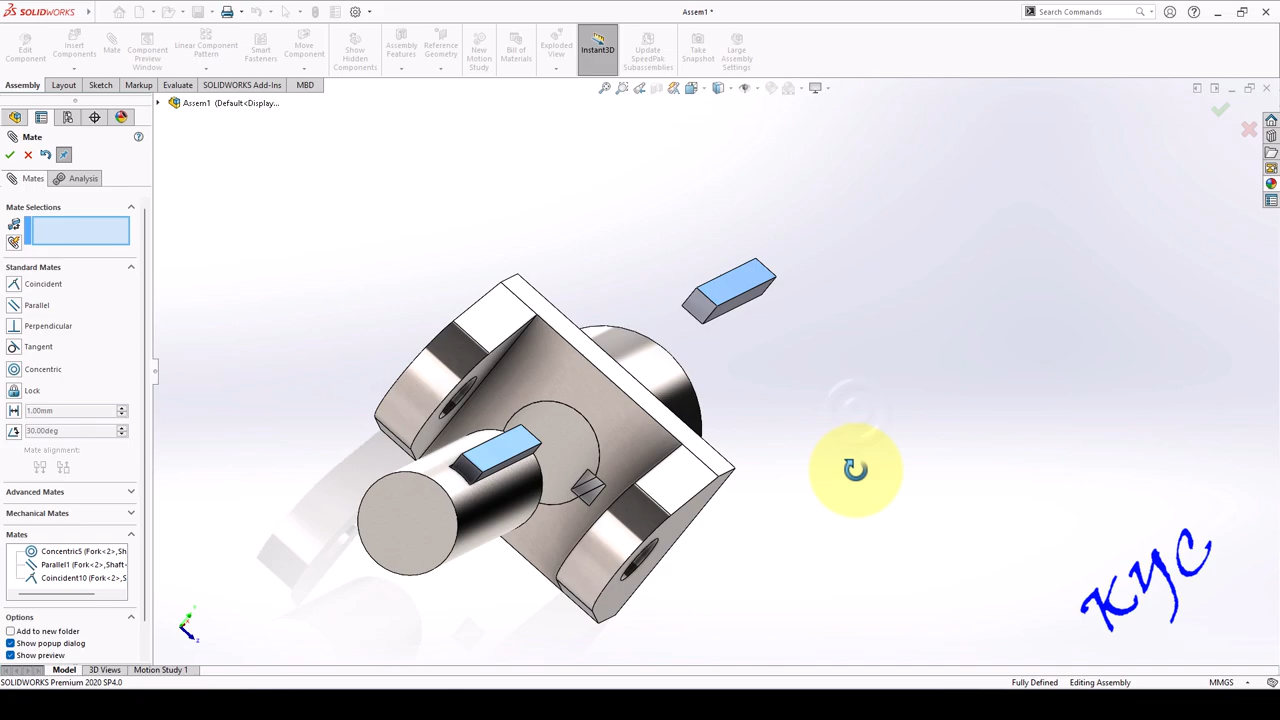 SOLIDWORKS
Assem1 *
Search Commands
Edit Component
Insert Components
Mate
Component Preview Window
Linear Component Pattern
Smart Fasteners
Move Component
Show Hidden Components
Assembly Features
Reference Geometry
New Motion Study
Bill of Materials
Exploded View
Instant3D
Update SpeedPak Subassemblies
Take Snapshot
Large Assembly Settings
Assembly
Layout
Sketch
Markup
Evaluate
SOLIDWORKS Add-Ins
MBD
Assem1 (Default<Display...
Mate
Mates
Analysis
Mate Selections
Standard Mates
Coincident
Parallel
Perpendicular
Tangent
Concentric
Lock
1.00mm
30.00deg
Mate alignment:
Advanced Mates
Mechanical Mates
Mates
Concentric5 (Fork<2>,Sh
Parallel1 (Fork<2>,Shaft-
Coincident10 (Fork<2>,S
Options
Add to new folder
Show popup dialog
Show preview
KYC
Model
3D Views
Motion Study 1
SOLIDWORKS Premium 2020 SP4.0
Fully Defined
Editing Assembly
MMGS